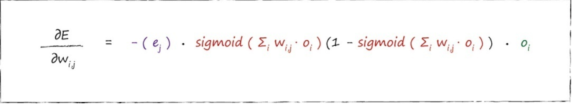 ∂E/∂w_{i,j} = -( e_j ) · sigmoid ( Σ_i w_{i,j} · o_i ) (1 - sigmoid ( Σ_i w_{i,j} · o_i ) ) · o_i